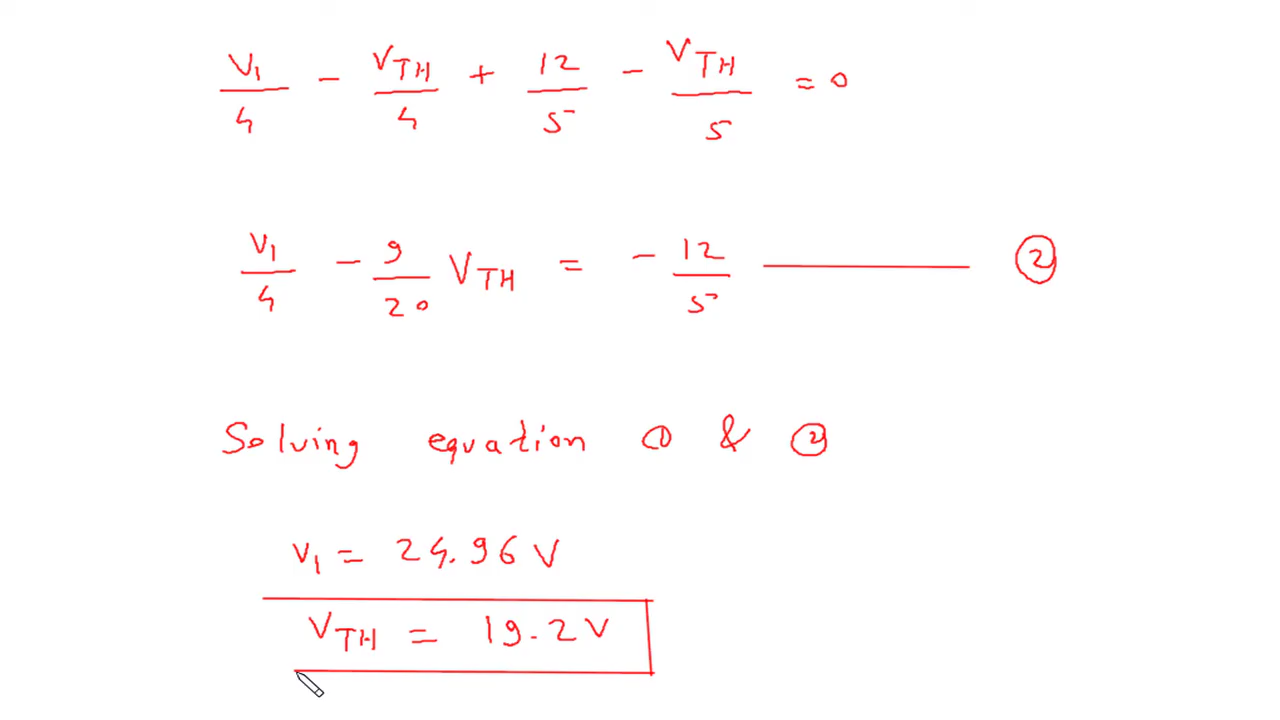 V1/4 - VTH/4 + 12/5 - VTH/5 = 0
V1/4 - 9/20 VTH = - 12/5 ——— ②
Solving equation ① & ②
V1 = 24.96 V
VTH = 19.2 V